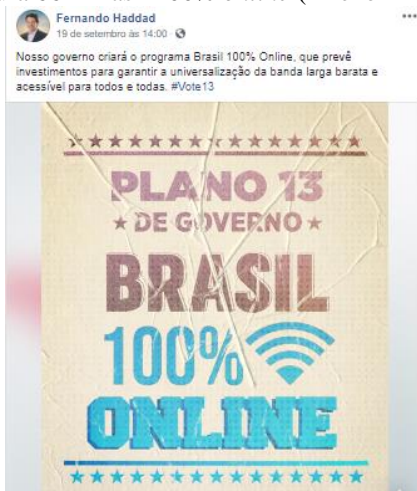 Fernando Haddad
19 de setembro às 14:00 ·
Nosso governo criará o programa Brasil 100% Online, que prevê
investimentos para garantir a universalização da banda larga barata e
acessível para todos e todas. #Vote13
PLANO 13
★ DE GOVERNO ★
BRASIL
100%
ONLINE